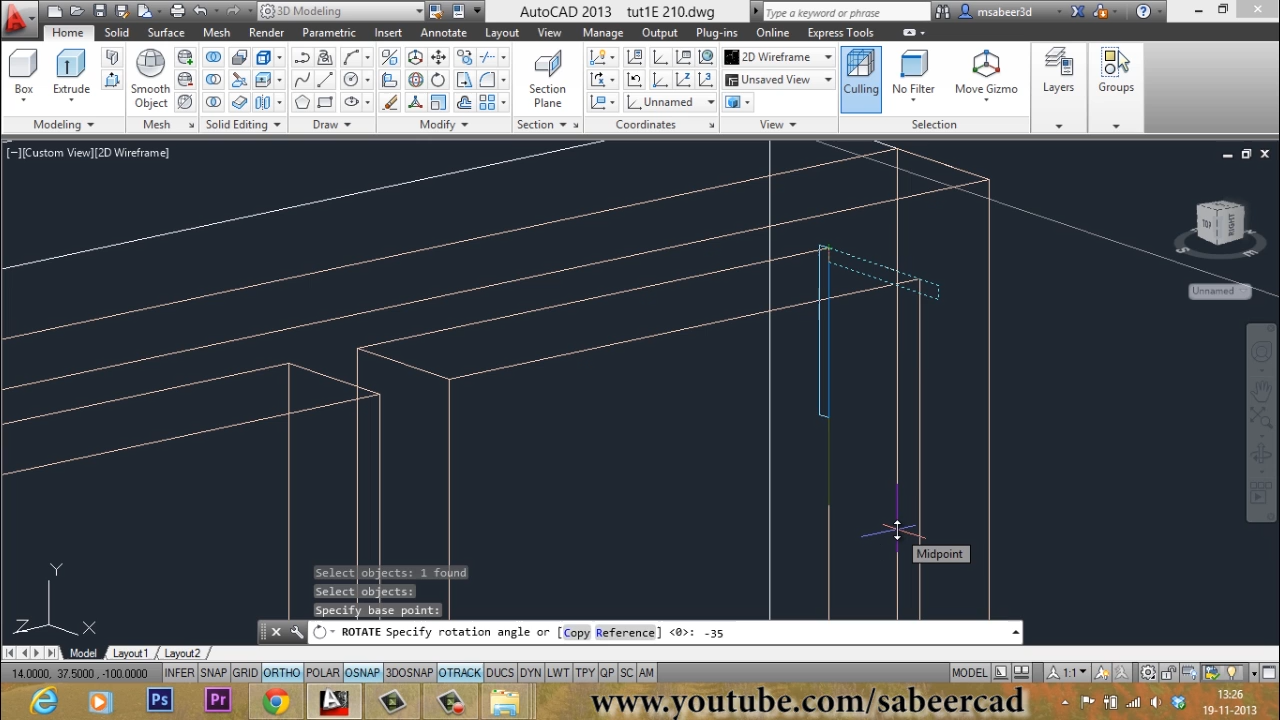 3D Modeling
AutoCAD 2013 tut1E 210.dwg
Type a keyword or phrase
msabeer3d
Home Solid Surface Mesh Render Parametric Insert Annotate Layout View Manage Output Plug-ins Online Express Tools
Box Extrude Smooth Object Section Plane
2D Wireframe
Unsaved View
Unnamed
Culling No Filter Move Gizmo Layers Groups
Modeling Mesh Solid Editing Draw Modify Section Coordinates View Selection
[−][Custom View][2D Wireframe]
TOP RIGHT
S E
Unnamed
Midpoint
Select objects: 1 found
Select objects:
Specify base point:
ROTATE Specify rotation angle or [Copy Reference] <0>: -35
Y
Z X
Model Layout1 Layout2
14.0000, 37.5000 , -100.0000 INFER SNAP GRID ORTHO POLAR OSNAP 3DOSNAP OTRACK DUCS DYN LWT TPY QP SC AM MODEL 1:1
Ps Pr
www.youtube.com/sabeercad
13:26
19-11-2013